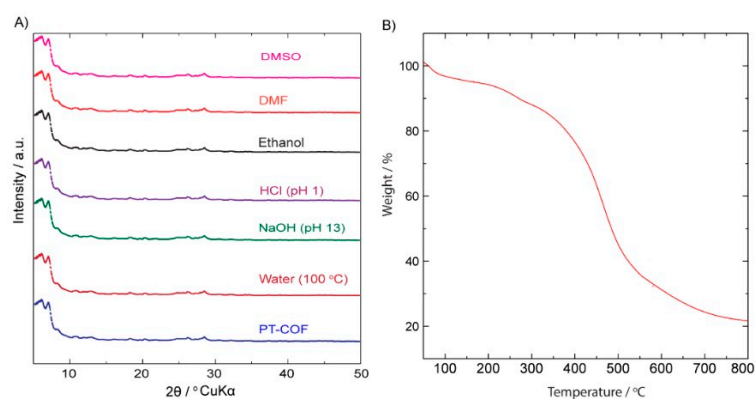 A)
Intensity / a.u.
DMSO
DMF
Ethanol
HCl (pH 1)
NaOH (pH 13)
Water (100 °C)
PT-COF
10 20 30 40 50
2θ / °CuKα
B)
Weight / %
100
80
60
40
20
100 200 300 400 500 600 700 800
Temperature / °C